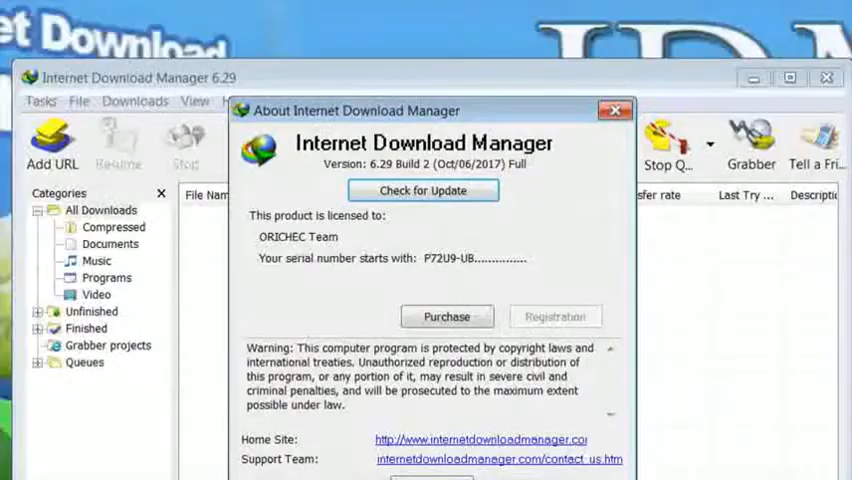 et Download
IDM
Internet Download Manager 6.29
Tasks File Downloads View
About Internet Download Manager
Add URL
Resume
Stop
Stop Q...
Grabber
Tell a Fri...
Internet Download Manager
Version: 6.29 Build 2 (Oct/06/2017) Full
Check for Update
Categories
File Nam
sfer rate
Last Try ...
Descriptio
All Downloads
Compressed
Documents
Music
Programs
Video
Unfinished
Finished
Grabber projects
Queues
This product is licensed to:
ORICHEC Team
Your serial number starts with: P72U9-UB...............
Purchase
Registration
Warning: This computer program is protected by copyright laws and
international treaties. Unauthorized reproduction or distribution of
this program, or any portion of it, may result in severe civil and
criminal penalties, and will be prosecuted to the maximum extent
possible under law.
Home Site: http://www.internetdownloadmanager.co
Support Team: internetdownloadmanager.com/contact_us.htm